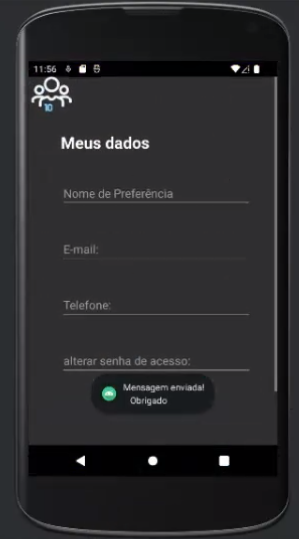 11:56
10
Meus dados
Nome de Preferência
E-mail:
Telefone:
alterar senha de acesso:
Mensagem enviada!
Obrigado